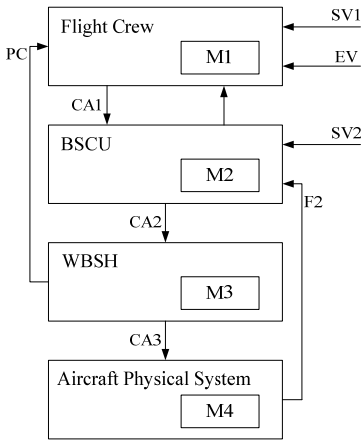 SV1
Flight Crew
PC
M1
EV
CA1
BSCU
SV2
M2
F2
CA2
WBSH
M3
CA3
Aircraft Physical System
M4